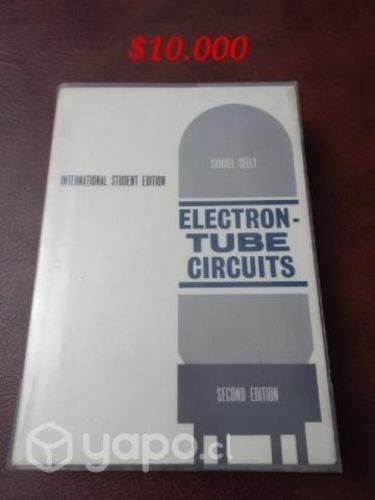 $10.000
SAMUEL SEELY
INTERNATIONAL STUDENT EDITION
ELECTRON-
TUBE
CIRCUITS
SECOND EDITION
yapo.cl